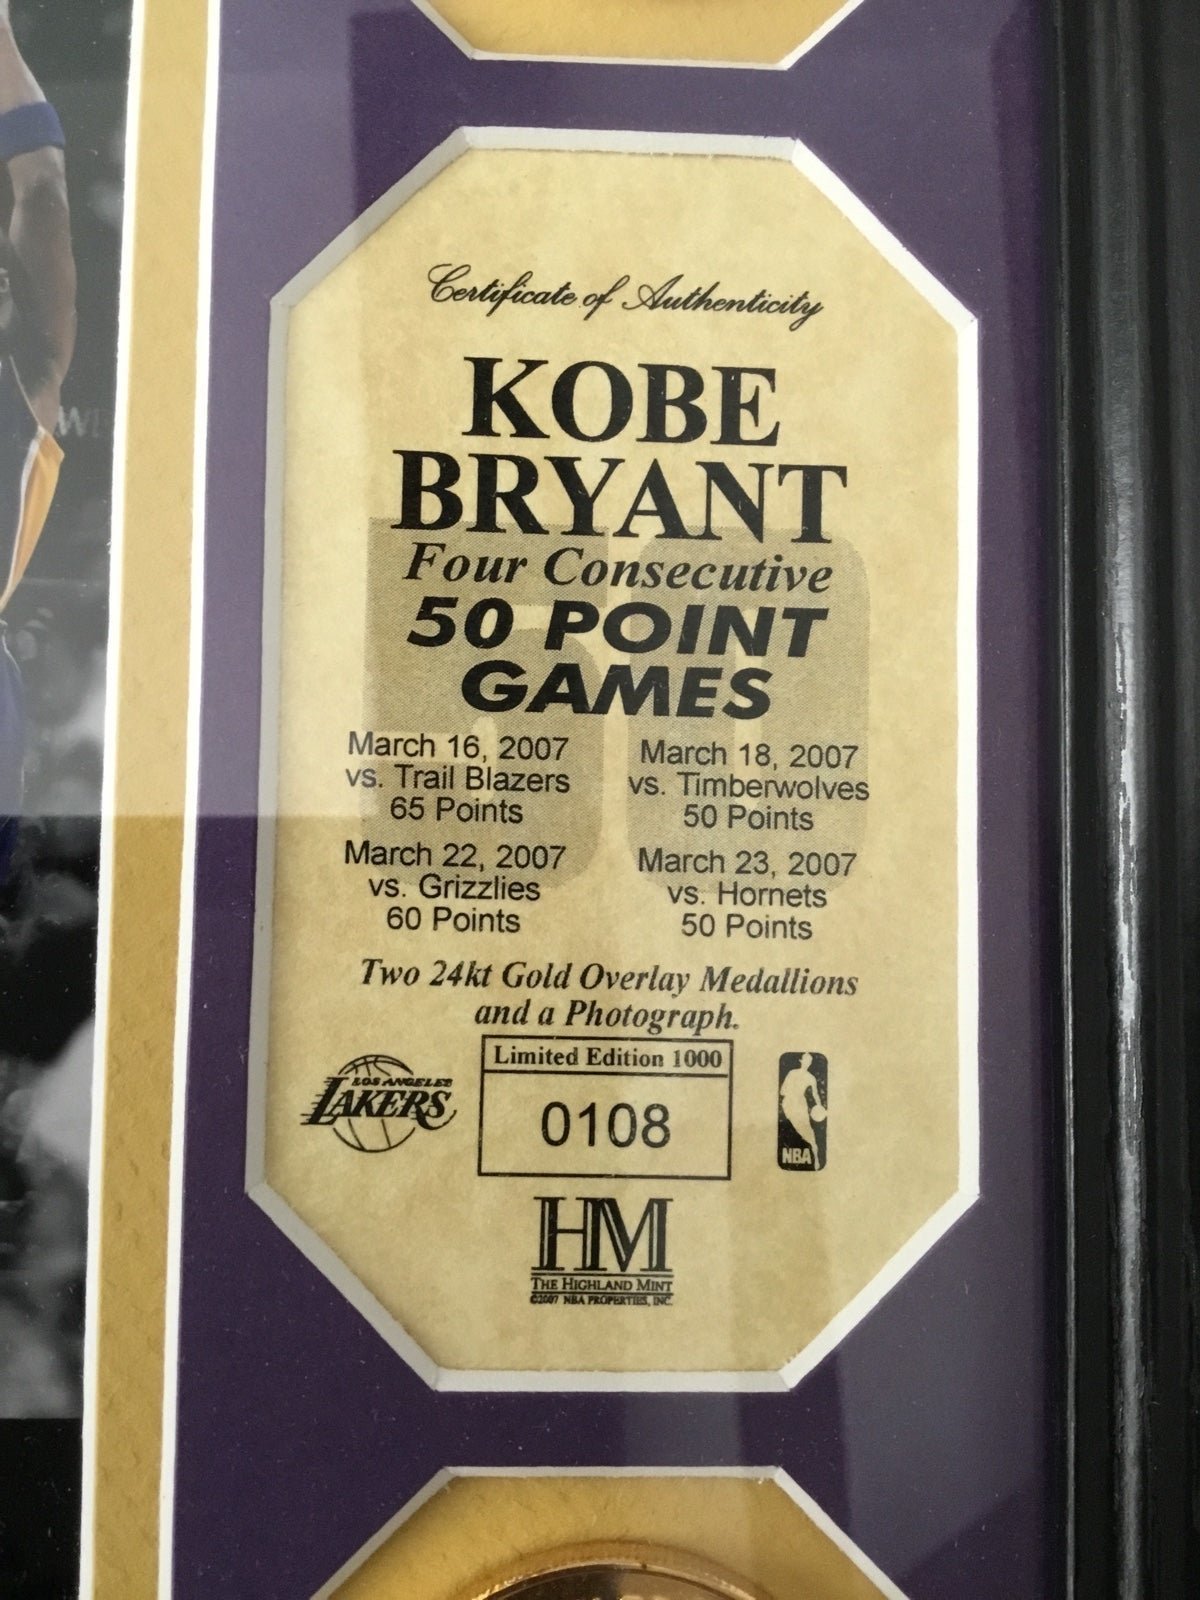 Certificate of Authenticity
KOBE
BRYANT
Four Consecutive
50 POINT
GAMES
March 16, 2007
vs. Trail Blazers
65 Points
March 18, 2007
vs. Timberwolves
50 Points
March 22, 2007
vs. Grizzlies
60 Points
March 23, 2007
vs. Hornets
50 Points
Two 24kt Gold Overlay Medallions
and a Photograph.
Limited Edition 1000
0108
LOS ANGELES
LAKERS
NBA
HM
THE HIGHLAND MINT
©2007 NBA PROPERTIES, INC.